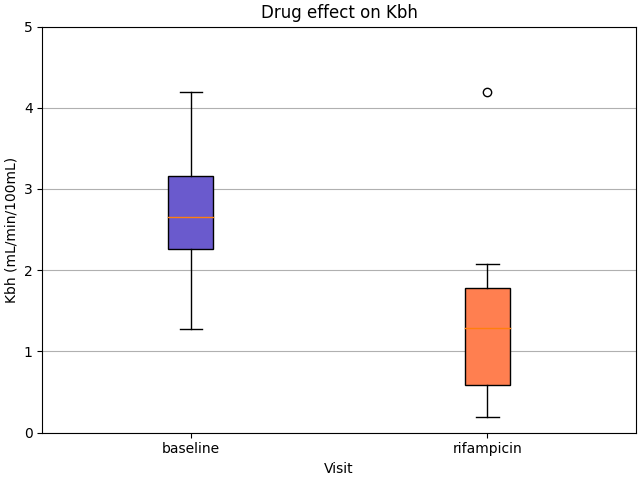 Drug effect on Kbh
5
4
3
2
1
0
Kbh (mL/min/100mL)
baseline
rifampicin
Visit